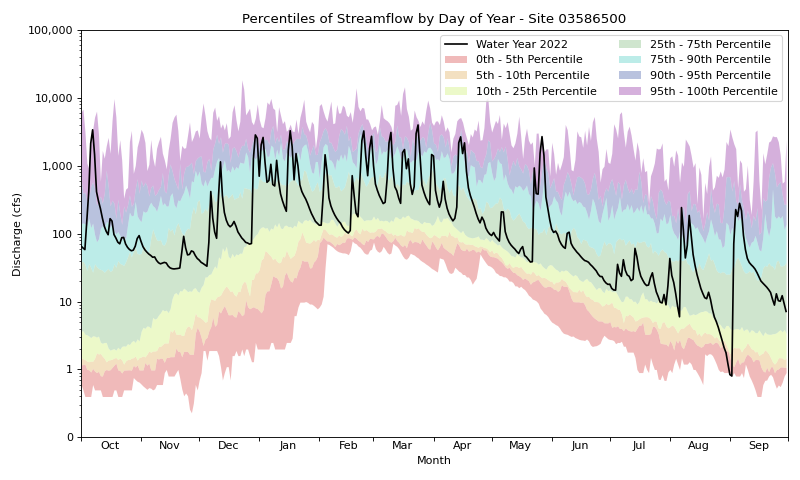 Percentiles of Streamflow by Day of Year - Site 03586500
100,000
10,000
1,000
100
10
1
0
Discharge (cfs)
Water Year 2022
0th - 5th Percentile
5th - 10th Percentile
10th - 25th Percentile
25th - 75th Percentile
75th - 90th Percentile
90th - 95th Percentile
95th - 100th Percentile
Oct Nov Dec Jan Feb Mar Apr May Jun Jul Aug Sep
Month